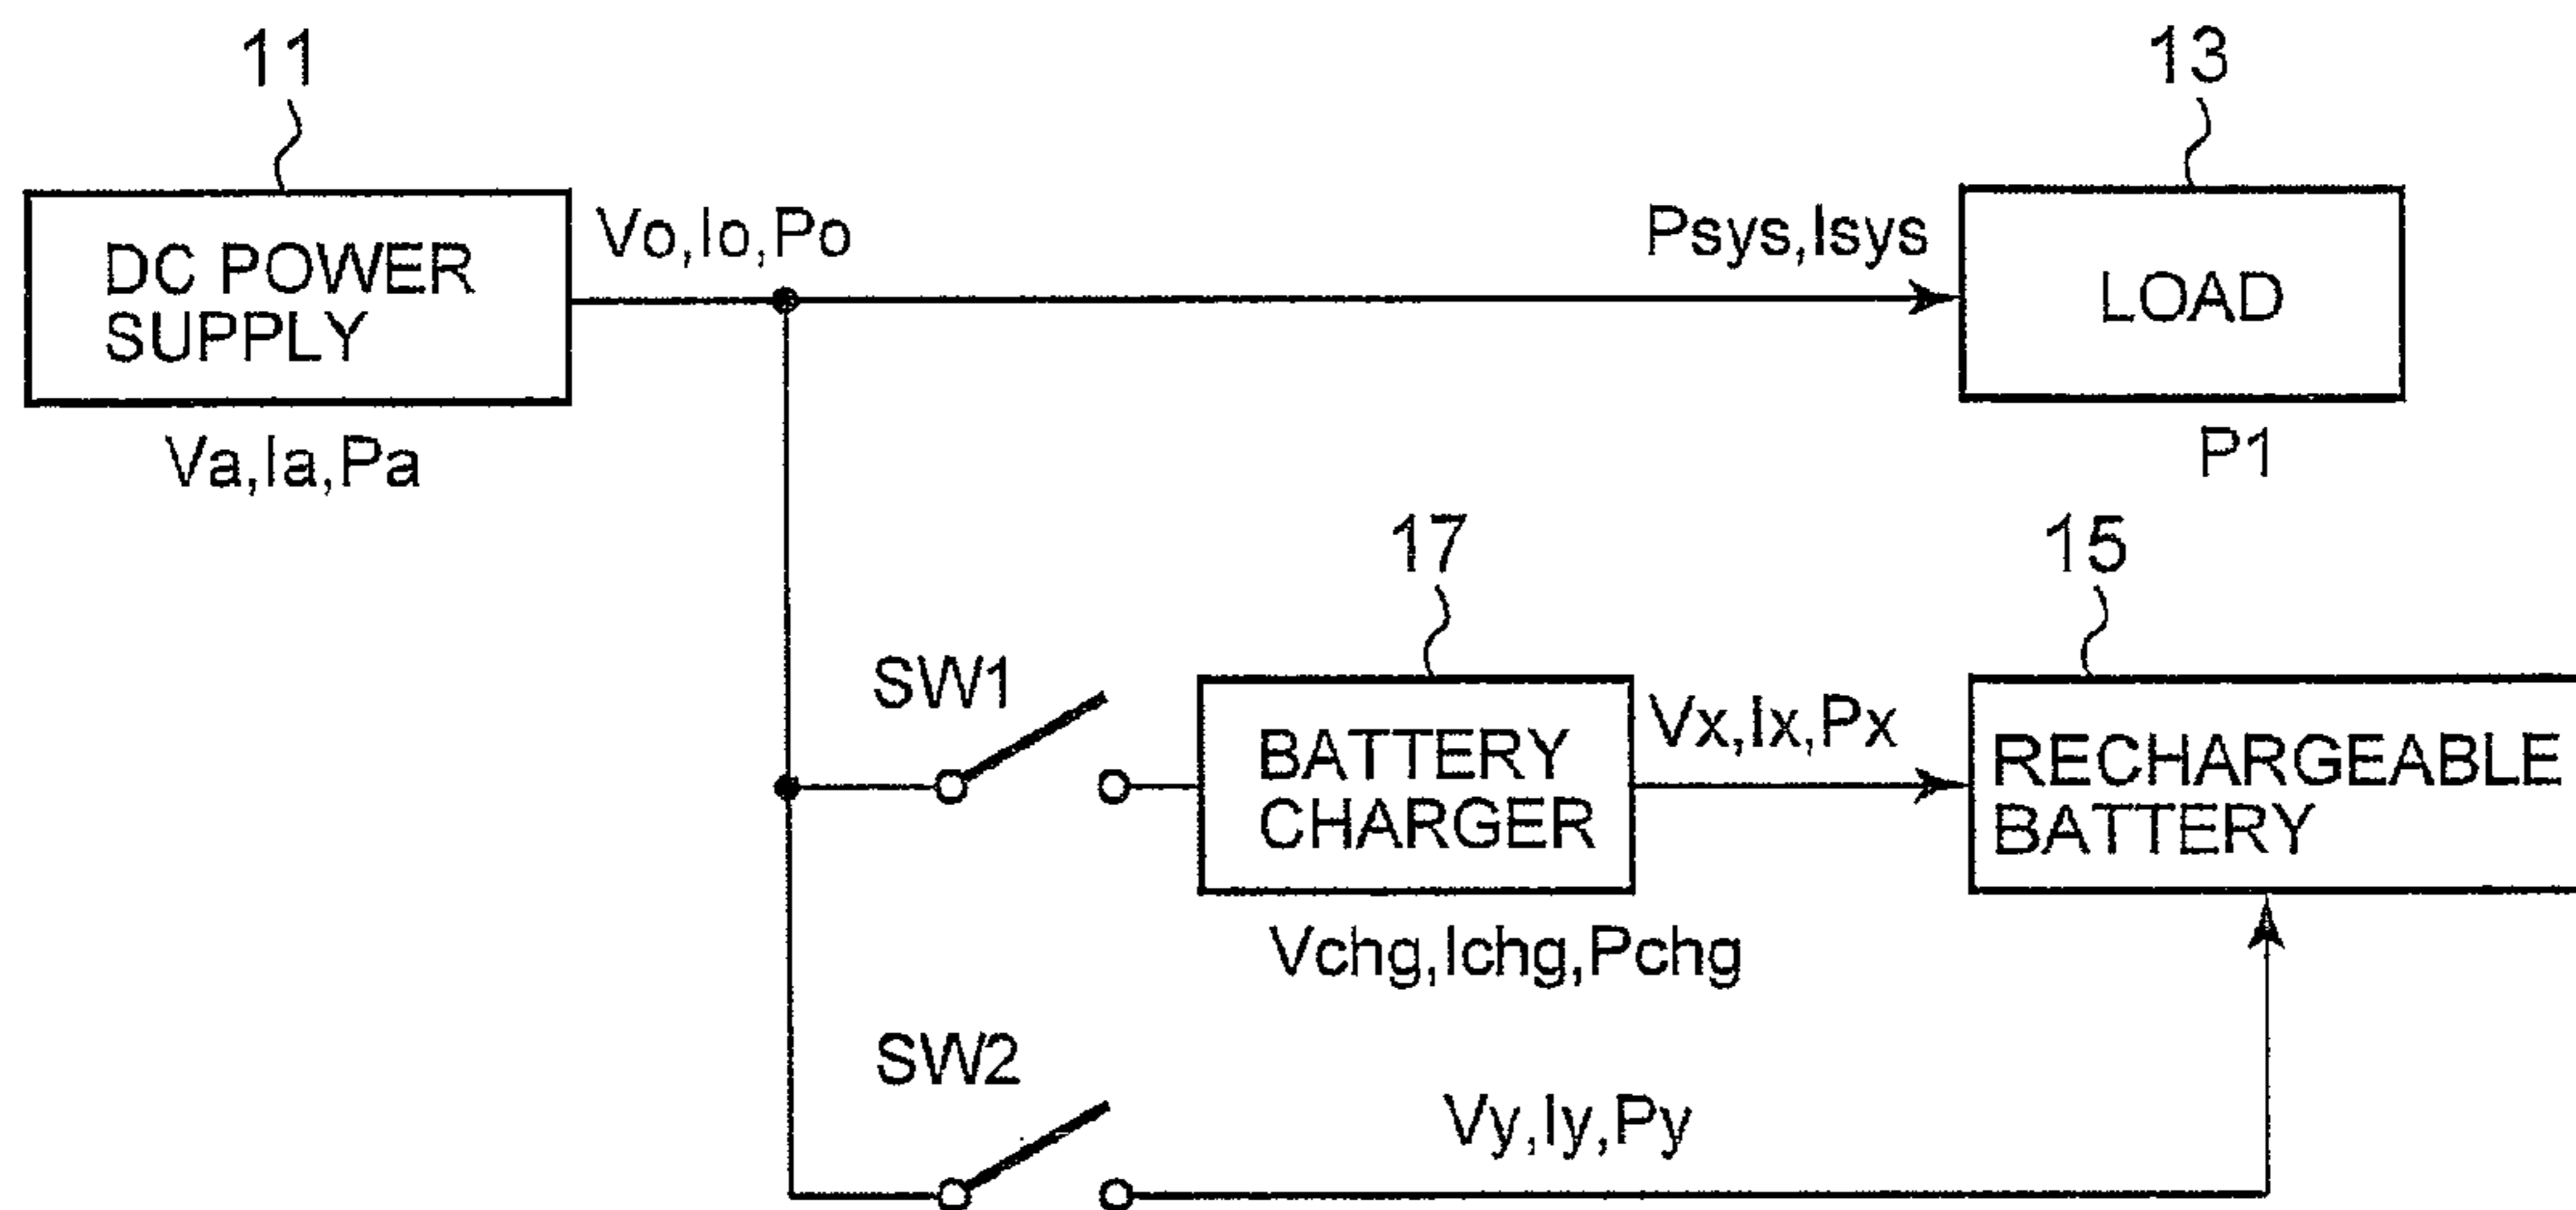 11
13
DC POWER
SUPPLY
Vo,Io,Po
Psys,Isys
LOAD
Va,Ia,Pa
P1
17
15
SW1
BATTERY
CHARGER
Vx,Ix,Px
RECHARGEABLE
BATTERY
Vchg,Ichg,Pchg
SW2
Vy,Iy,Py